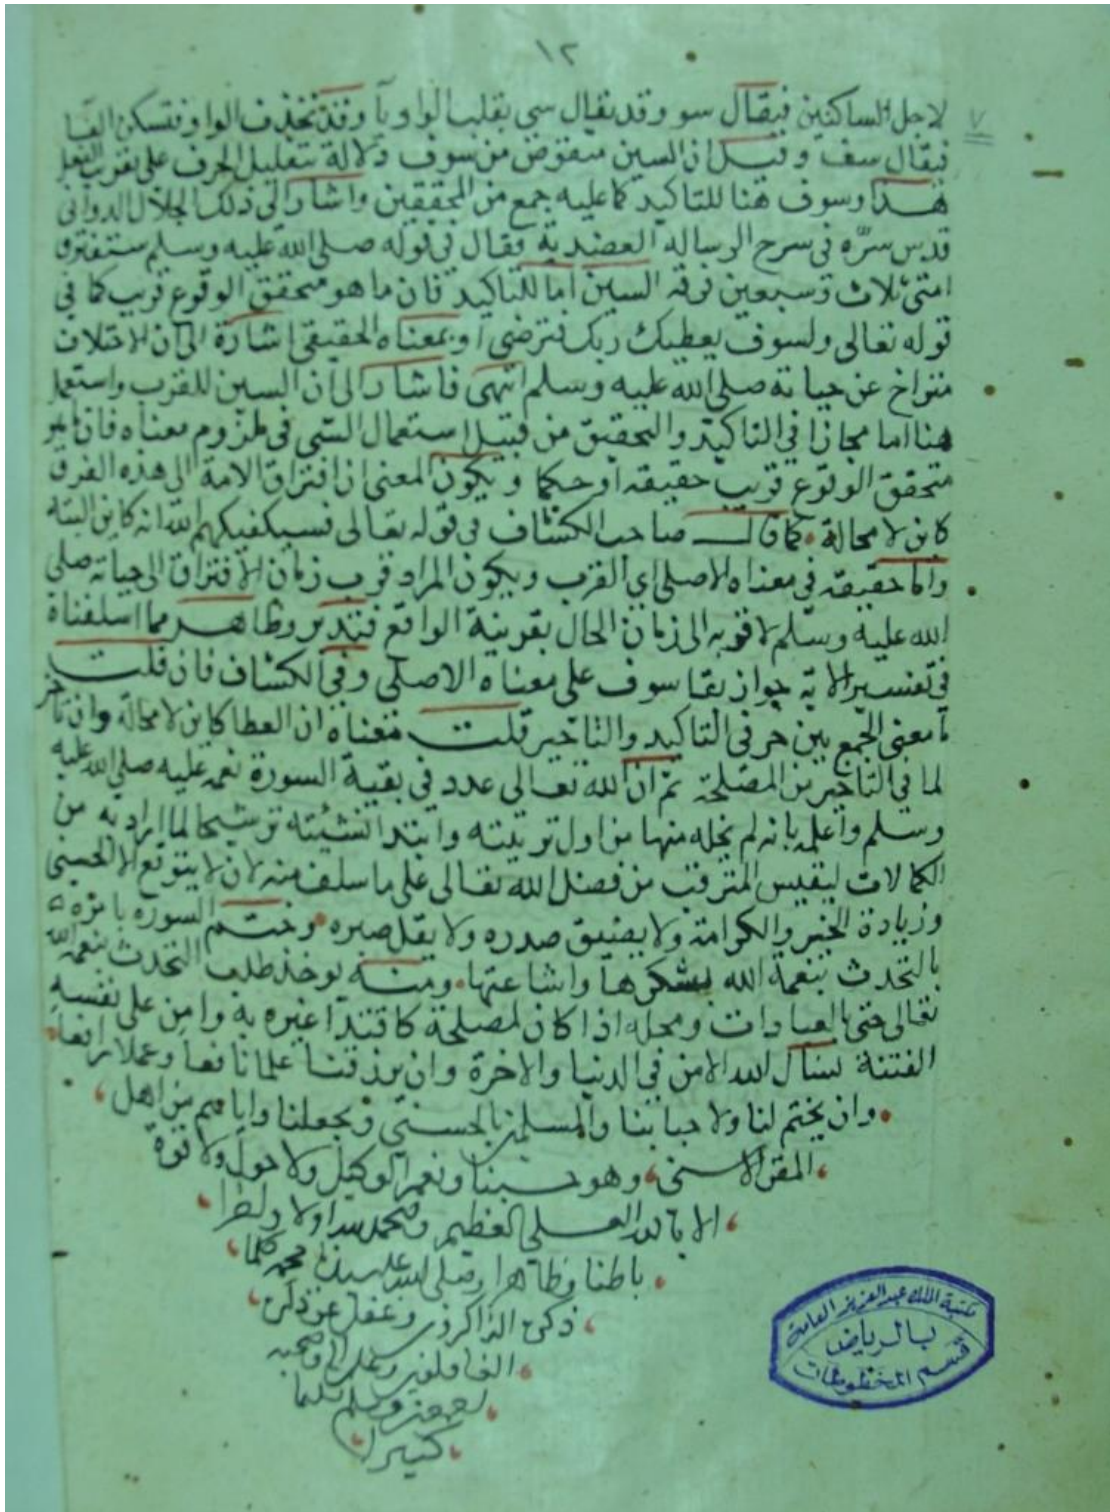 ١٢
٧
لاجل الساكنين فيقال سو وقد يقال سي بقلب الواو يآ وقد تحذف الواو فتسكن الفا
فيقال سف وقيل ان السين منقوص من سوف دلالة بتقليل الحرف على تقريب الفعل
هذا وسوف هنا للتاكيد كما عليه جمع من المحققين واشار الى ذلك الجلال الدواني
قدس سره في شرح الرسالة العضدية فقال في قوله صلى الله عليه وسلم ستفترق
امتي ثلاث وسبعين فرقة السين اما للتاكيد فان ما هو متحقق الوقوع قريب كما في
قوله تعالى ولسوف يعطيك ربك فترضى او بمعناه الحقيقي اشارة الى ان الاختلاف
متراخ عن حياته صلى الله عليه وسلم انتهى فاشار الى ان السين للقرب واستعمل
هنا اما مجازا في التاكيد والتحقيق من قبيل استعمال الشي في ملزوم معناه فان ما هو
متحقق الوقوع قريب حقيقة او حكما ويكون المعنى ان افتراق الامة الى هذه الفرق
كاين لا محالة كما قال صاحب الكشاف في قوله تعالى فسيكفيكهم الله انه كاين البتة
واما حقيقة في معناه الاصلي اي القرب ويكون المراد قرب زمان الافتراق الى حياته صلى
الله عليه وسلم لا قربه الى زمان الحال بقرينة الواقع فتدبر وظاهر مما اسلفناه
في تفسير الاية جواز بقا سوف على معناه الاصلي وفي الكشاف فان قلت
ما معنى الجمع بين حرفي التاكيد والتاخير قلت معناه ان العطا كاين لا محالة وان تاخر
لما في التاخير من المصلحة ثم ان الله تعالى عدد في بقية السورة نعمه عليه صلى الله عليه
وسلم واعلمه بانه لم يخله منها من اول تربيته وابتدا نشئته ترشيحا لما اراد به من
الكمالات ليقيس المترقب من فضل الله تعالى على ما سلف منه لان لا يتوقع الا الحسنى
وزيادة الخير والكرامة ولا يضيق صدره ولا يقل صبره وختم السورة بامره
بالتحدث بنعمة الله بشكرها واشاعتها ومنه يوخذ طلب التحدث بنعمة الله
تعالى حتى بالعبادات ومحله اذا كان لمصلحة كاقتدا غيره به وامن على نفسه
الفتنة نسال الله الامن في الدنيا والاخرة وان يرزقنا علما نافعا وعملا رافعا
وان يختم لنا ولاحبابنا والمسلمين بالحسنى ويجعلنا واياهم من اهل
المقر الاسنى وهو حسبنا ونعم الوكيل ولا حول ولا قوة
الا بالله العلي العظيم والحمد لله اولا واخرا
باطنا وظاهرا وصلى الله على سيدنا محمد كلما
ذكره الذاكرون وغفل عن ذكره
الغافلون وعلى اله وصحبه
اجمعين وسلم تسليما
كثيرا
مكتبة الملك عبد العزيز العامة
بالرياض
قسم المخطوطات